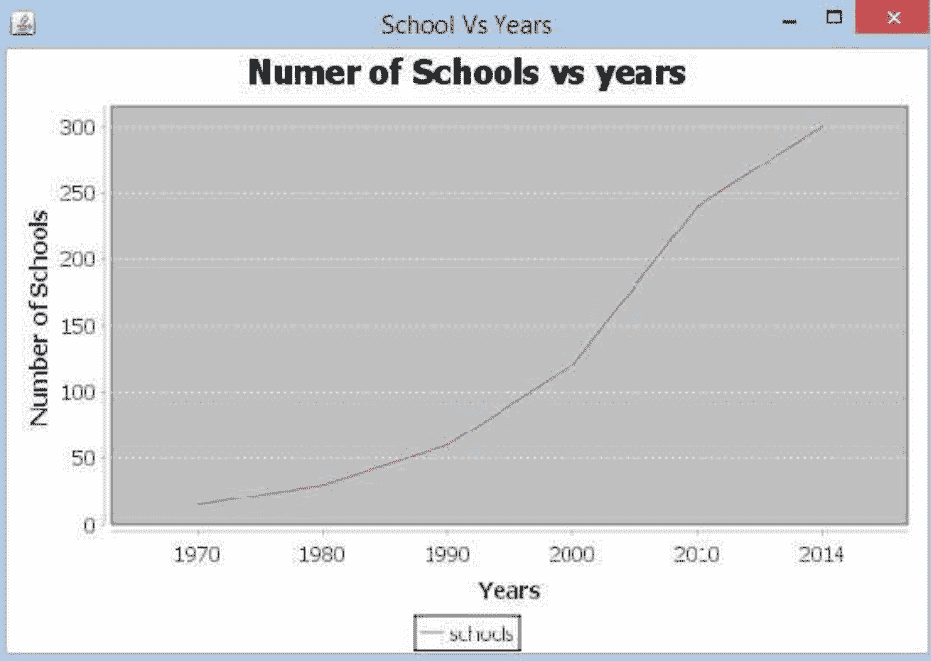 School Vs Years
Numer of Schools vs years
Number of Schools
300
250
200
150
100
50
0
1970 1980 1990 2000 2010 2014
Years
schools